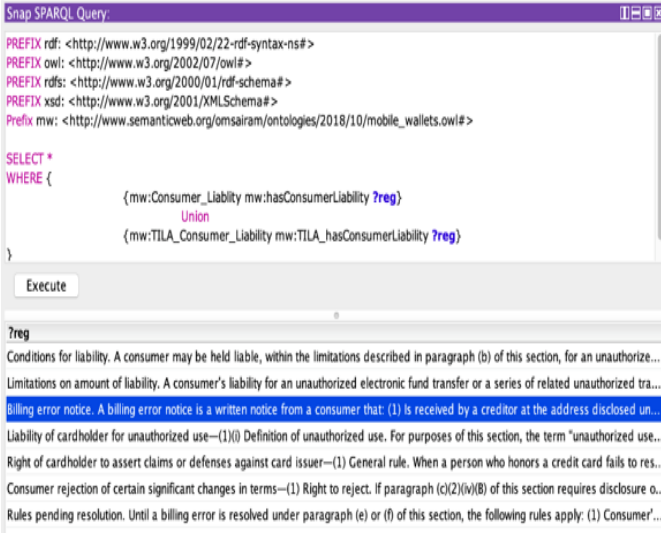 Snap SPARQL Query:
PREFIX rdf: <http://www.w3.org/1999/02/22-rdf-syntax-ns#>
PREFIX owl: <http://www.w3.org/2002/07/owl#>
PREFIX rdfs: <http://www.w3.org/2000/01/rdf-schema#>
PREFIX xsd: <http://www.w3.org/2001/XMLSchema#>
Prefix mw: <http://www.semanticweb.org/omsairam/ontologies/2018/10/mobile_wallets.owl#>
SELECT *
WHERE {
{mw:Consumer_Liablity mw:hasConsumerLiability ?reg}
Union
{mw:TILA_Consumer_Liability mw:TILA_hasConsumerLiability ?reg}
}
Execute
?reg
Conditions for liability. A consumer may be held liable, within the limitations described in paragraph (b) of this section, for an unauthorize...
Limitations on amount of liability. A consumer's liability for an unauthorized electronic fund transfer or a series of related unauthorized tra...
Billing error notice. A billing error notice is a written notice from a consumer that: (1) Is received by a creditor at the address disclosed un...
Liability of cardholder for unauthorized use—(1)(i) Definition of unauthorized use. For purposes of this section, the term "unauthorized use...
Right of cardholder to assert claims or defenses against card issuer—(1) General rule. When a person who honors a credit card fails to res...
Consumer rejection of certain significant changes in terms—(1) Right to reject. If paragraph (c)(2)(iv)(B) of this section requires disclosure o...
Rules pending resolution. Until a billing error is resolved under paragraph (e) or (f) of this section, the following rules apply: (1) Consumer'...